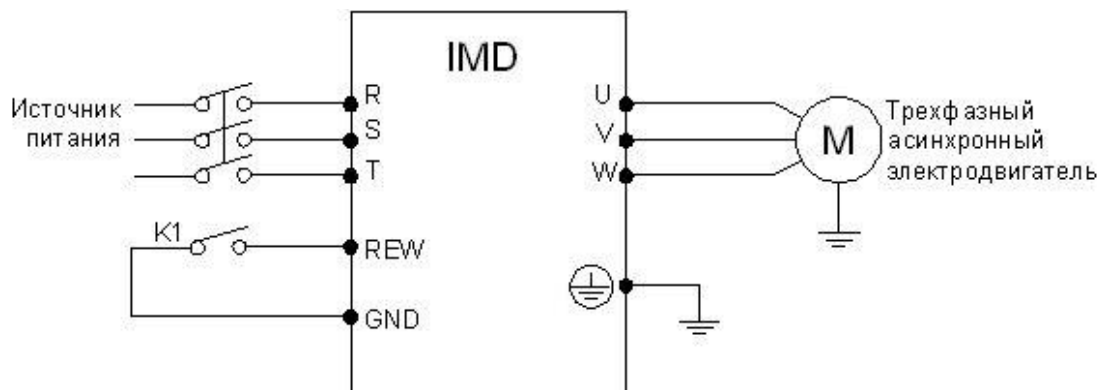 IMD
Источник
питания
R
S
T
K1
REW
GND
U
V
W
M
Трехфазный
асинхронный
электродвигатель